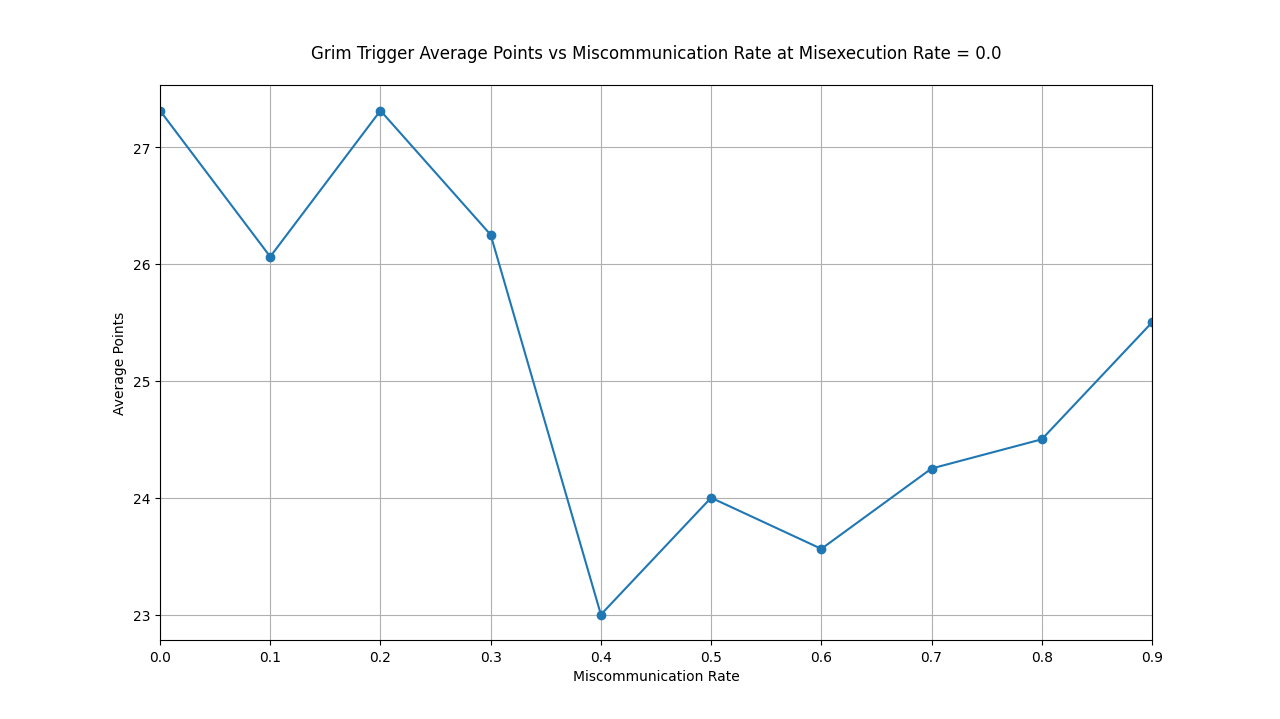 Grim Trigger Average Points vs Miscommunication Rate at Misexecution Rate = 0.0
27
26
25
24
23
Average Points
0.0 0.1 0.2 0.3 0.4 0.5 0.6 0.7 0.8 0.9
Miscommunication Rate